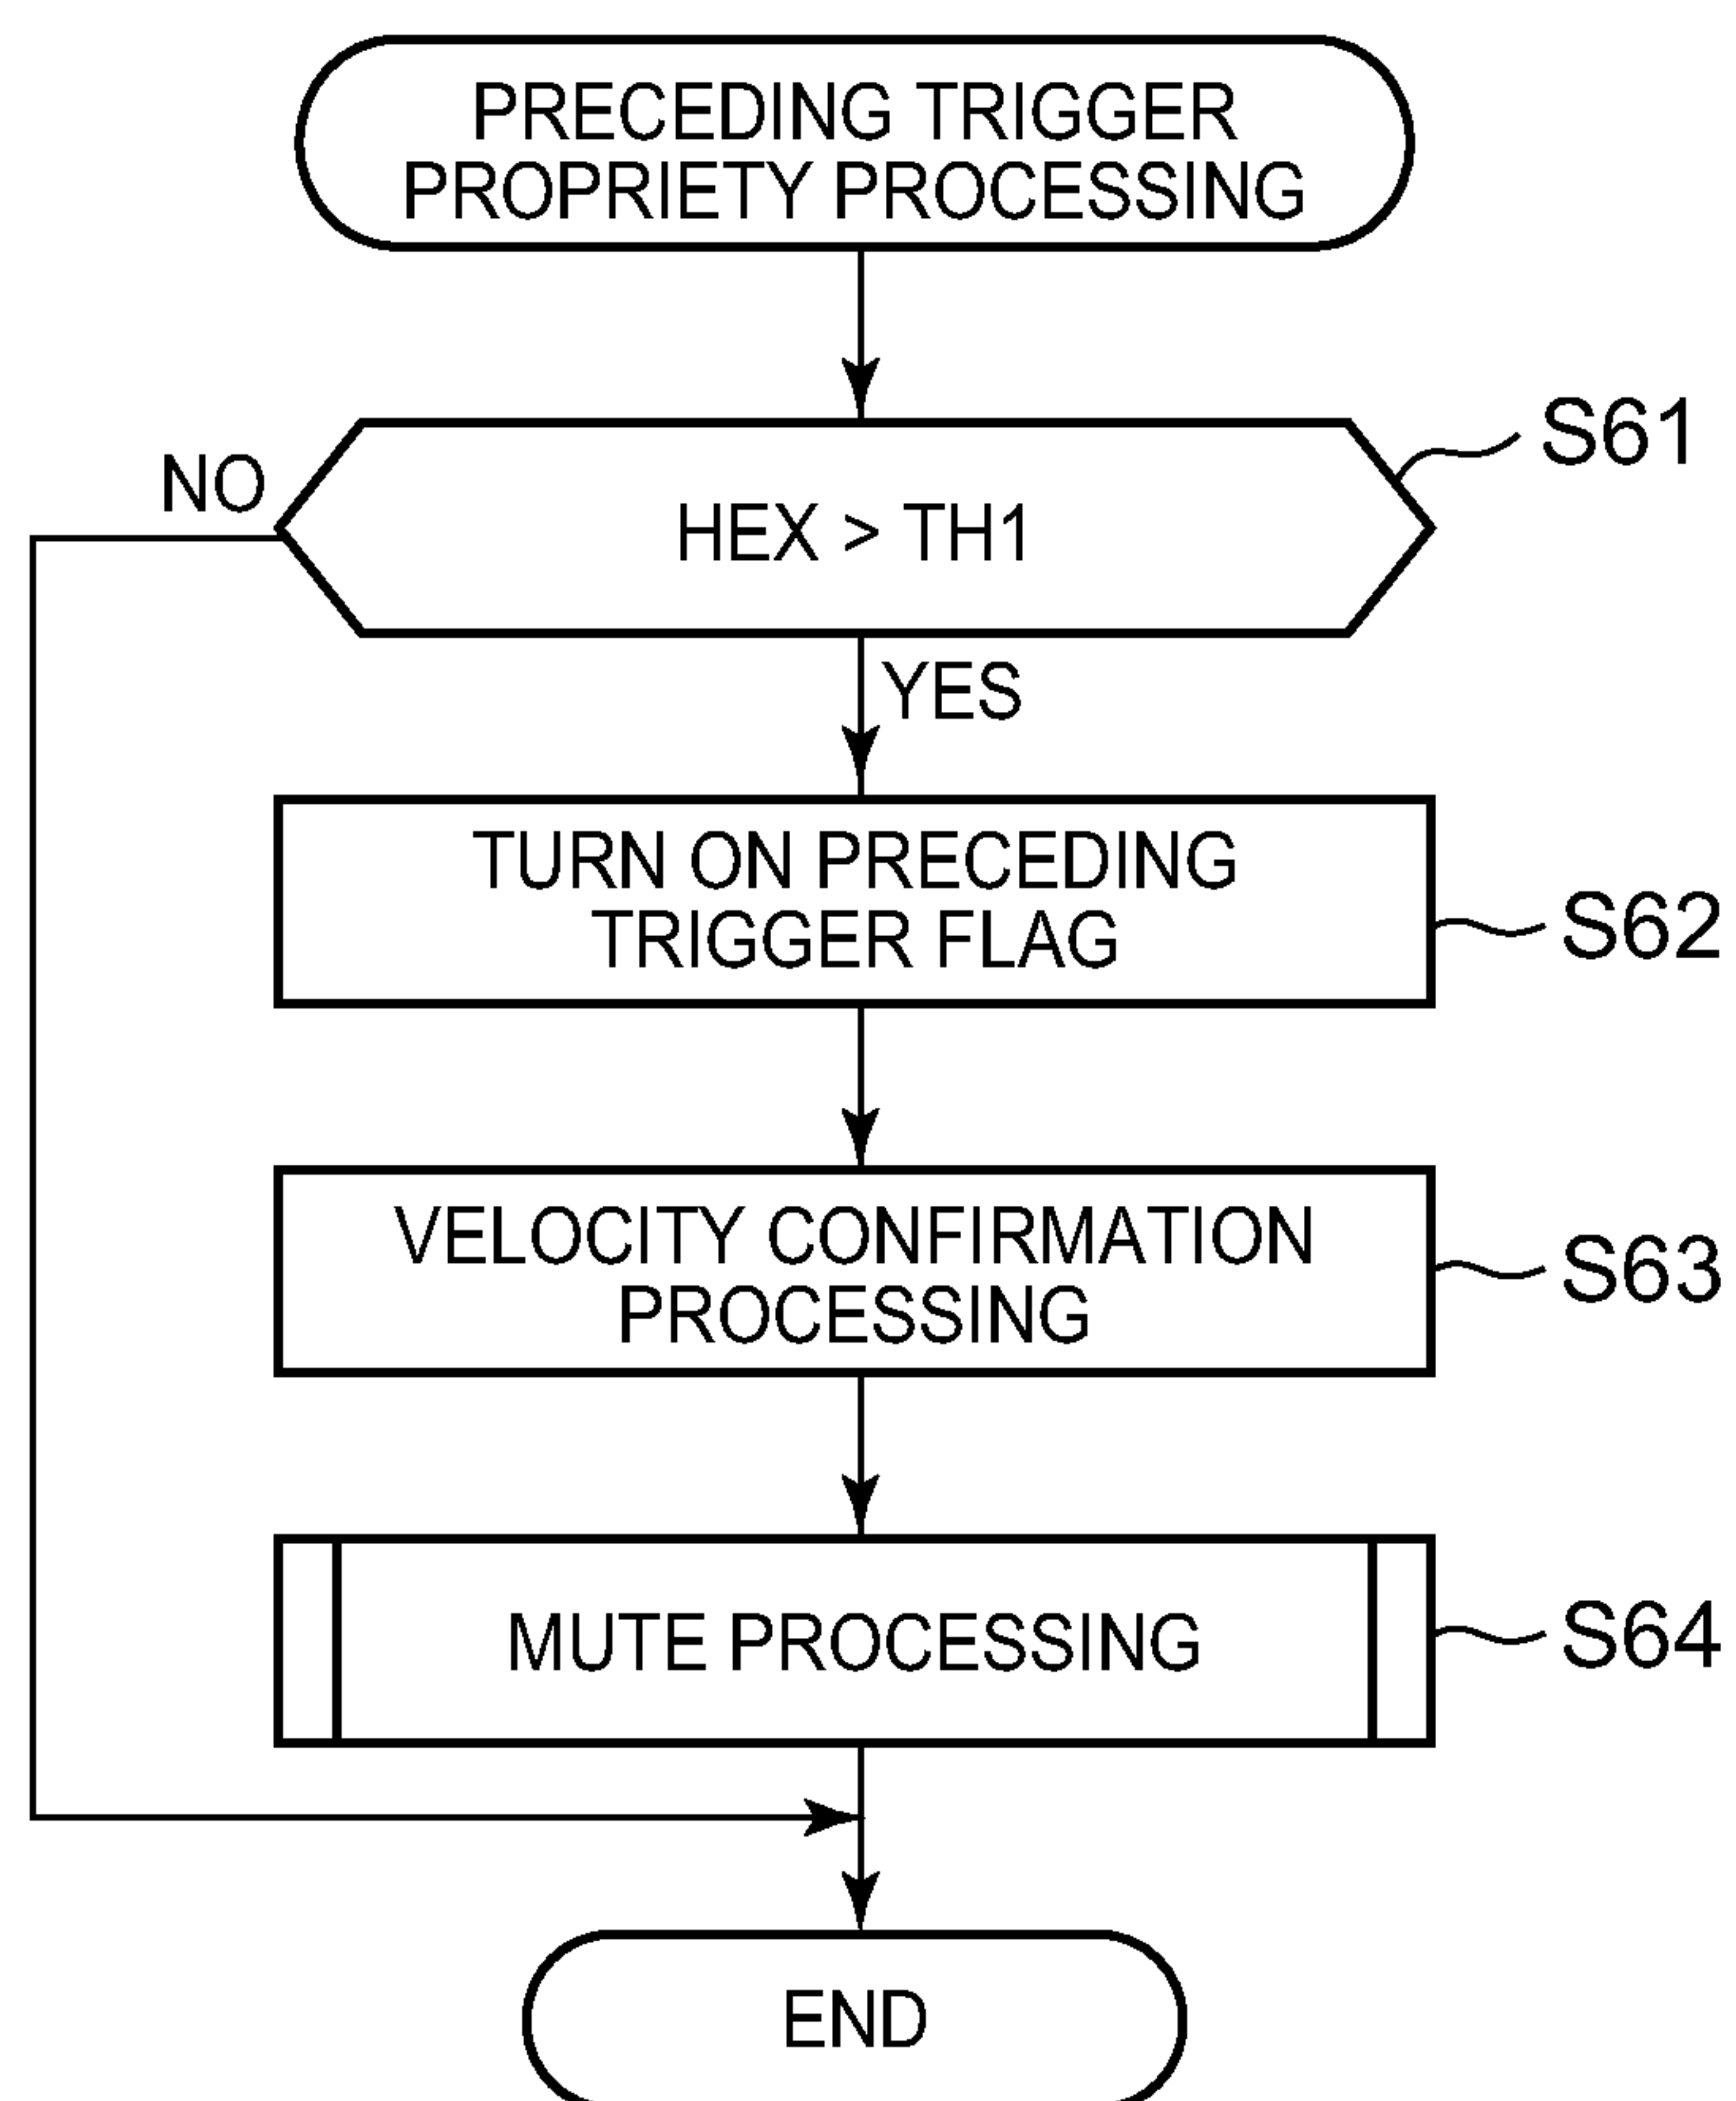 PRECEDING TRIGGER
PROPRIETY PROCESSING
S61
NO
HEX > TH1
YES
TURN ON PRECEDING
TRIGGER FLAG
S62
VELOCITY CONFIRMATION
PROCESSING
S63
MUTE PROCESSING
S64
END